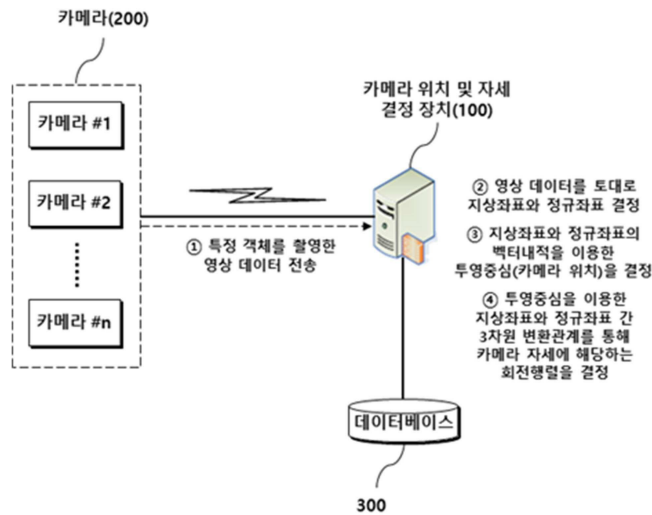 카메라(200)
카메라 #1
카메라 #2
카메라 #n
카메라 위치 및 자세
결정 장치(100)
① 특정 객체를 촬영한
영상 데이터 전송
② 영상 데이터를 토대로
지상좌표와 정규좌표 결정
③ 지상좌표와 정규좌표의
벡터내적을 이용한
투영중심(카메라 위치)을 결정
④ 투영중심을 이용한
지상좌표와 정규좌표 간
3차원 변환관계를 통해
카메라 자세에 해당하는
회전행렬을 결정
데이터베이스
300